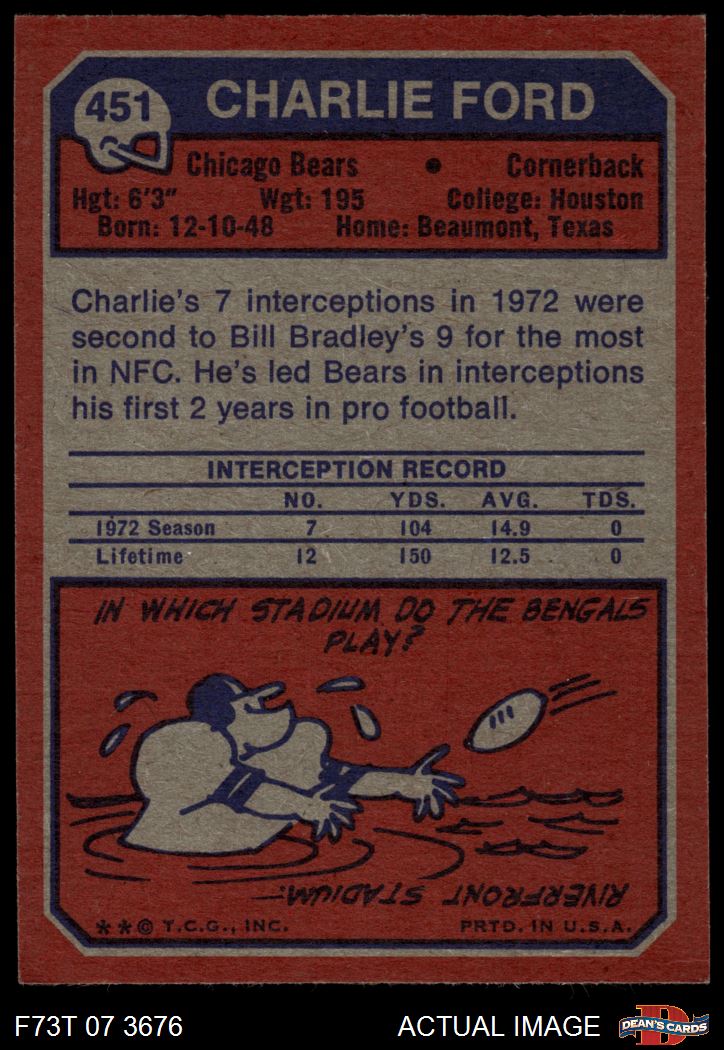 451
CHARLIE FORD
Chicago Bears • Cornerback
Hgt: 6'3" Wgt: 195 College: Houston
Born: 12-10-48 Home: Beaumont, Texas
Charlie's 7 interceptions in 1972 were
second to Bill Bradley's 9 for the most
in NFC. He's led Bears in interceptions
his first 2 years in pro football.
INTERCEPTION RECORD
NO. YDS. AVG. TDS.
1972 Season 7 104 14.9 0
Lifetime 12 150 12.5 0
IN WHICH STADIUM DO THE BENGALS
PLAY?
RIVERFRONT STADIUM.
**© T.C.G., INC. PRTD. IN U.S.A.
F73T 07 3676 ACTUAL IMAGE
D
DEAN'S CARDS